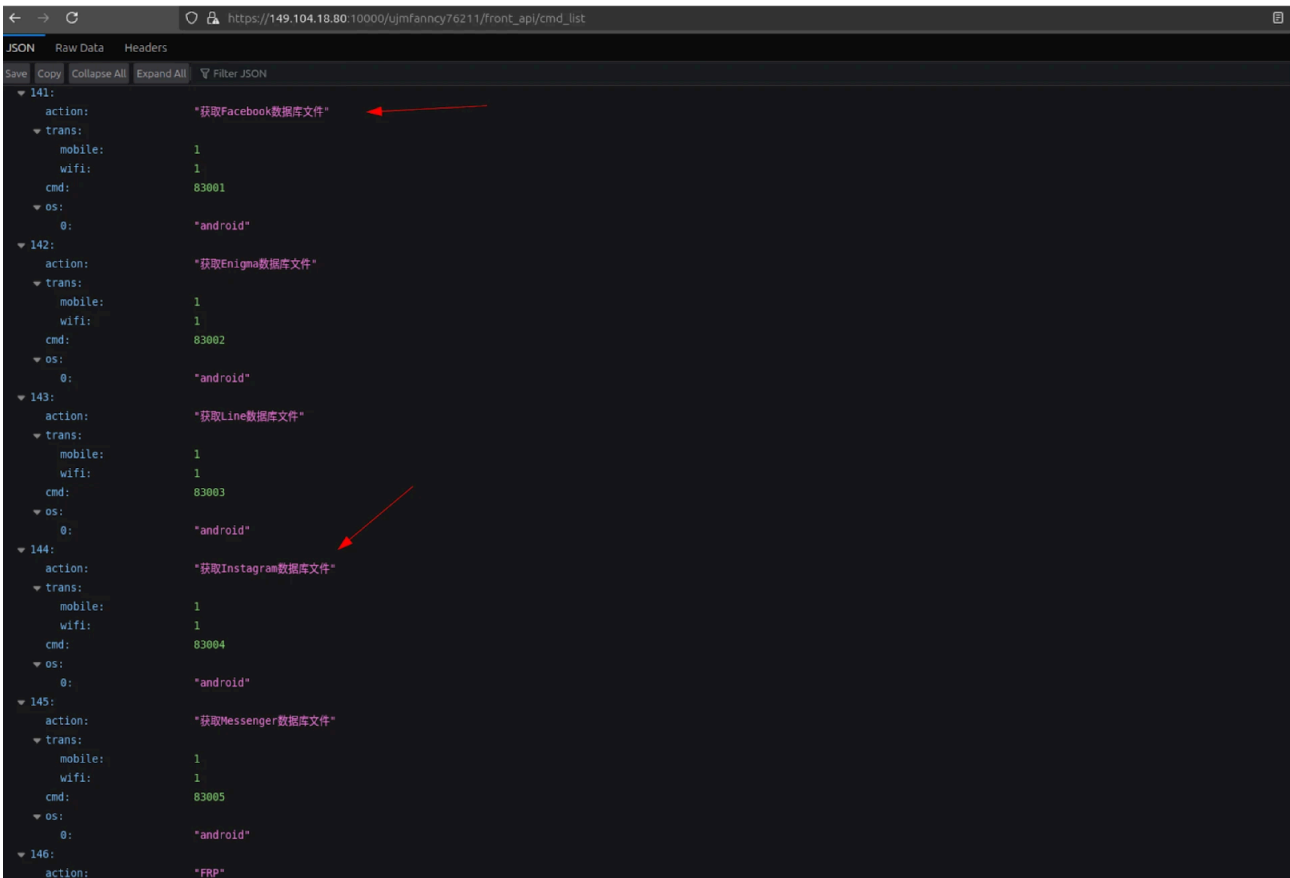 https://149.104.18.80:10000/ujmfanncy76211/front_api/cmd_list
JSON Raw Data Headers
Save Copy Collapse All Expand All Filter JSON
141:
action: "获取Facebook数据库文件"
trans:
mobile: 1
wifi: 1
cmd: 83001
os:
0: "android"
142:
action: "获取Enigma数据库文件"
trans:
mobile: 1
wifi: 1
cmd: 83002
os:
0: "android"
143:
action: "获取Line数据库文件"
trans:
mobile: 1
wifi: 1
cmd: 83003
os:
0: "android"
144:
action: "获取Instagram数据库文件"
trans:
mobile: 1
wifi: 1
cmd: 83004
os:
0: "android"
145:
action: "获取Messenger数据库文件"
trans:
mobile: 1
wifi: 1
cmd: 83005
os:
0: "android"
146:
action: "FRP"